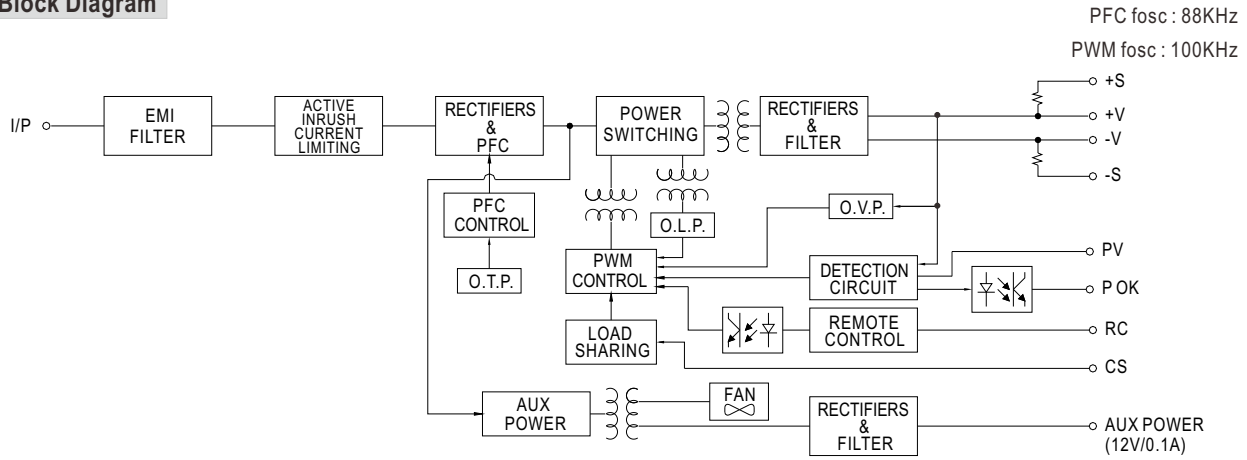 Block Diagram
PFC fosc : 88KHz
PWM fosc : 100KHz
I/P
EMI
FILTER
ACTIVE
INRUSH
CURRENT
LIMITING
RECTIFIERS
&
PFC
POWER
SWITCHING
RECTIFIERS
&
FILTER
+S
+V
-V
-S
PFC
CONTROL
O.T.P.
O.L.P.
O.V.P.
PWM
CONTROL
DETECTION
CIRCUIT
PV
P OK
LOAD
SHARING
REMOTE
CONTROL
RC
CS
AUX
POWER
FAN
RECTIFIERS
&
FILTER
AUX POWER
(12V/0.1A)